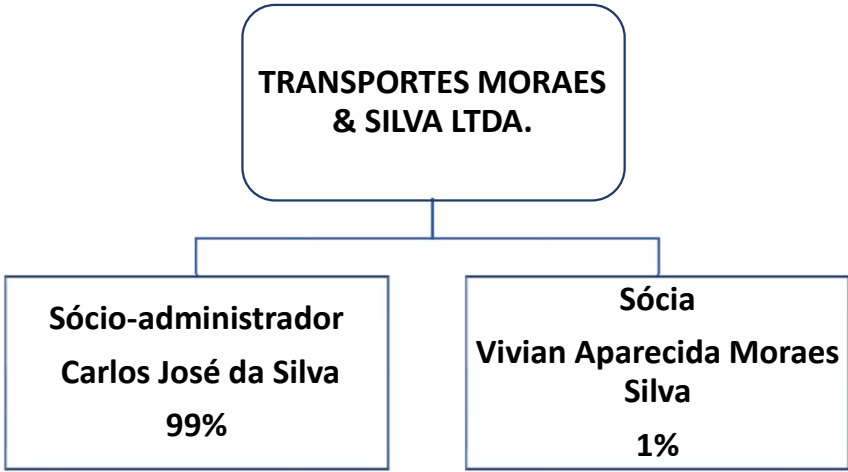 TRANSPORTES MORAES
& SILVA LTDA.
Sócio-administrador
Carlos José da Silva
99%
Sócia
Vivian Aparecida Moraes
Silva
1%